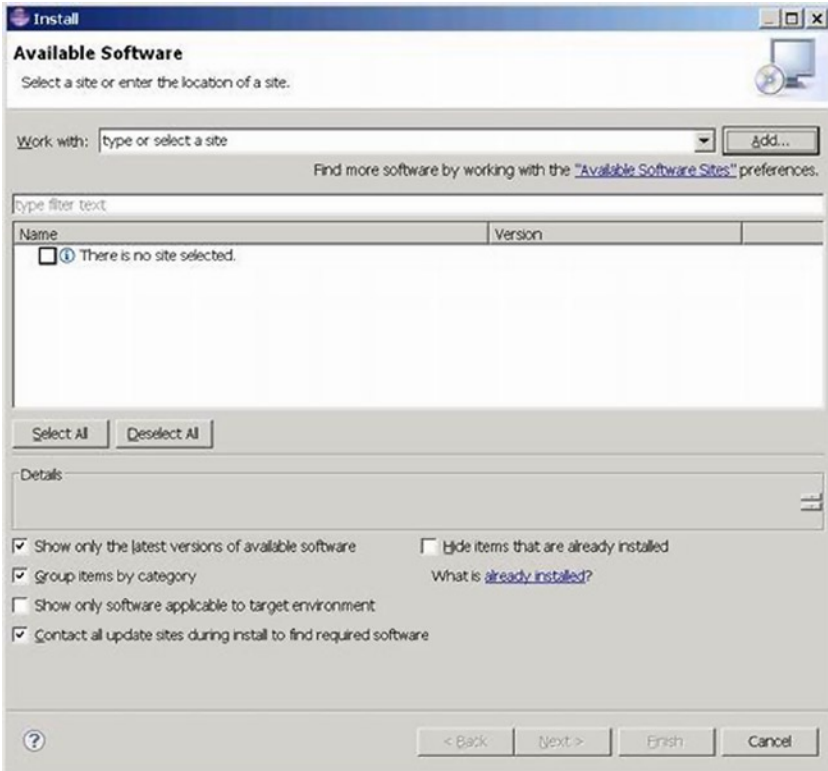 Install
Available Software
Select a site or enter the location of a site.
Work with: type or select a site Add...
Find more software by working with the "Available Software Sites" preferences.
type filter text
Name Version
There is no site selected.
Select All Deselect All
Details
Show only the latest versions of available software Hide items that are already installed
Group items by category What is already installed?
Show only software applicable to target environment
Contact all update sites during install to find required software
? < Back Next > Finish Cancel